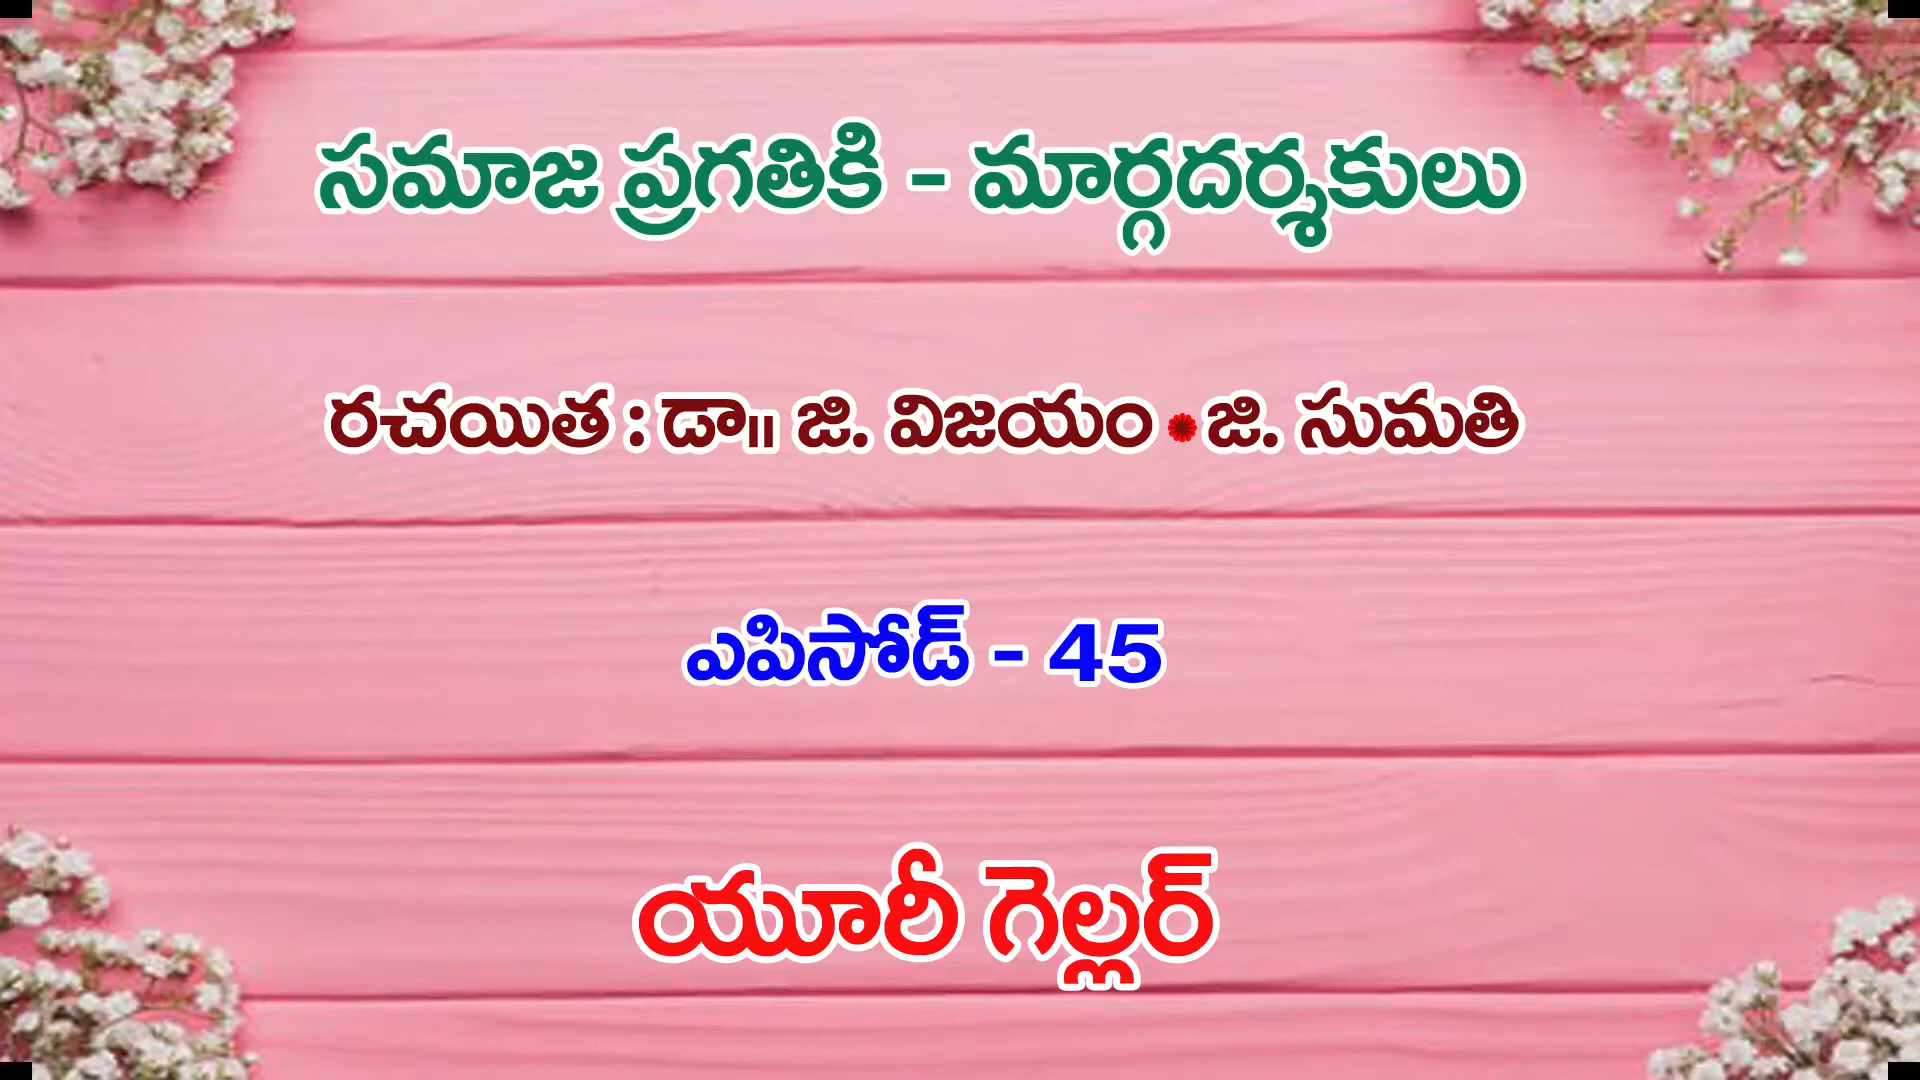 సమాజ ప్రగతికి - మార్గదర్శకులు
రచయిత : డా॥ జి. విజయం జి. సుమతి
ఎపిసోడ్ - 45
యూరీ గెల్లర్